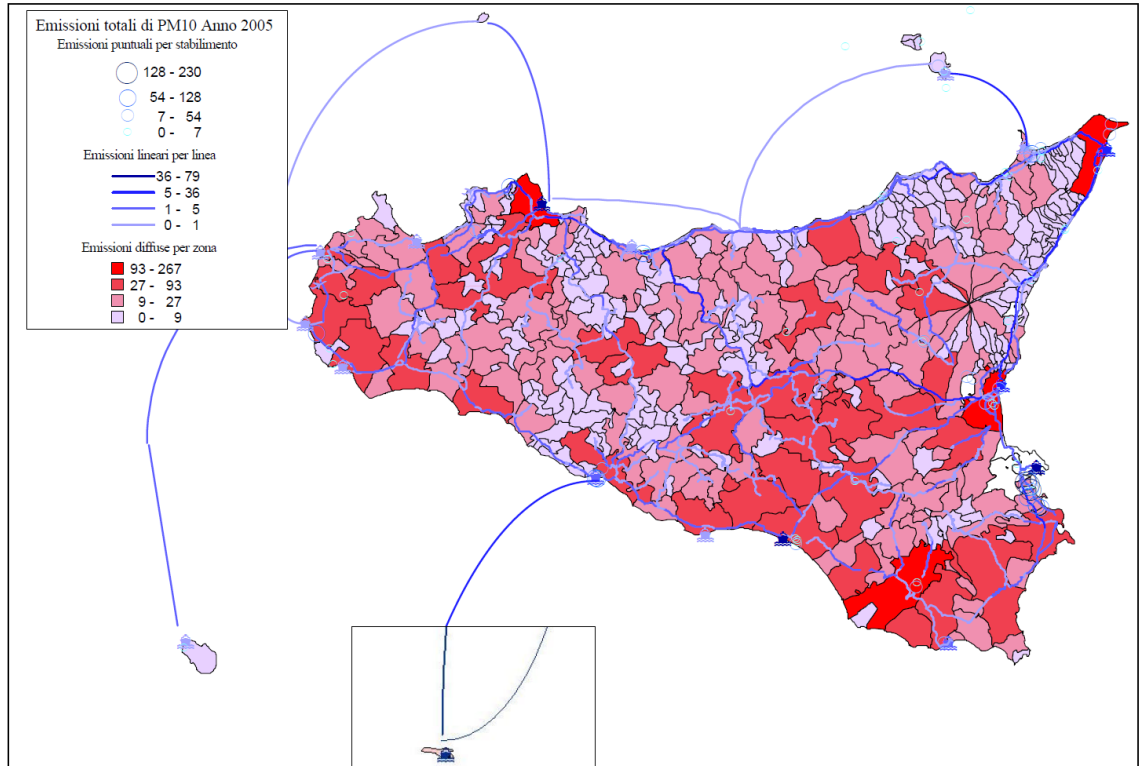 Emissioni totali di PM10 Anno 2005
Emissioni puntuali per stabilimento
128 - 230
54 - 128
7 - 54
0 - 7
Emissioni lineari per linea
36 - 79
5 - 36
1 - 5
0 - 1
Emissioni diffuse per zona
93 - 267
27 - 93
9 - 27
0 - 9